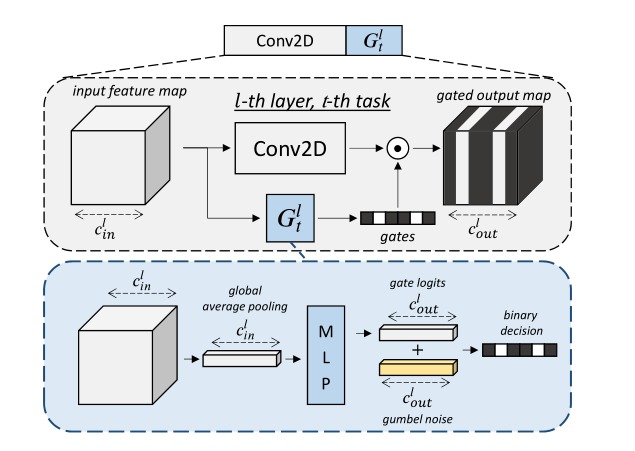 Conv2D
G_t^l
input feature map
l-th layer, t-th task
gated output map
Conv2D
c_in^l
G_t^l
gates
c_out^l
c_in^l
global
average pooling
c_in^l
M
L
P
gate logits
c_out^l
+
c_out^l
gumbel noise
binary
decision